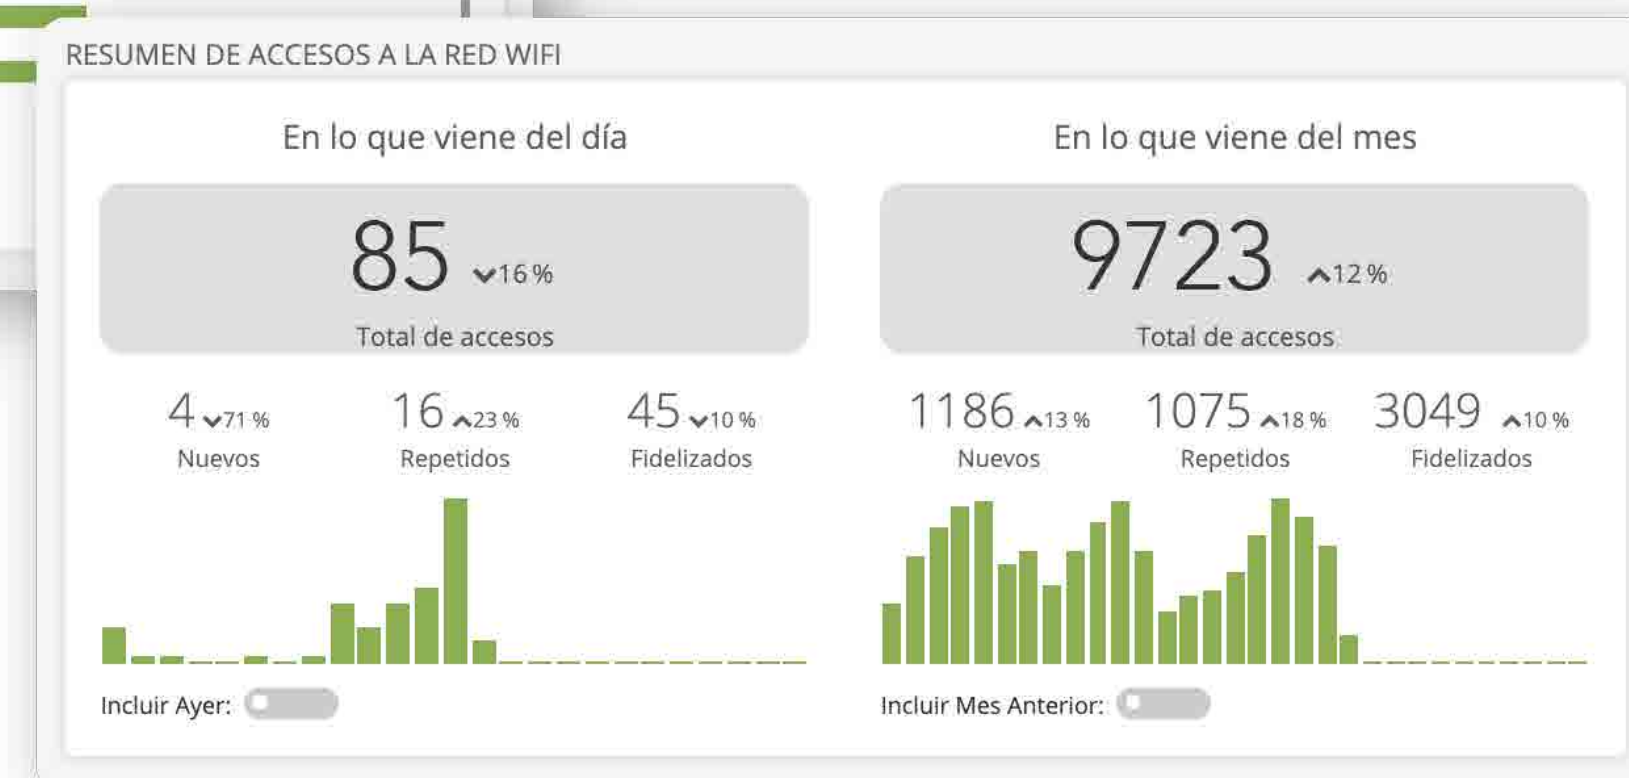 RESUMEN DE ACCESOS A LA RED WIFI
En lo que viene del día
85 16 %
Total de accesos
4 71 %
Nuevos
16 23 %
Repetidos
45 10 %
Fidelizados
Incluir Ayer:
En lo que viene del mes
9723 12 %
Total de accesos
1186 13 %
Nuevos
1075 18 %
Repetidos
3049 10 %
Fidelizados
Incluir Mes Anterior: